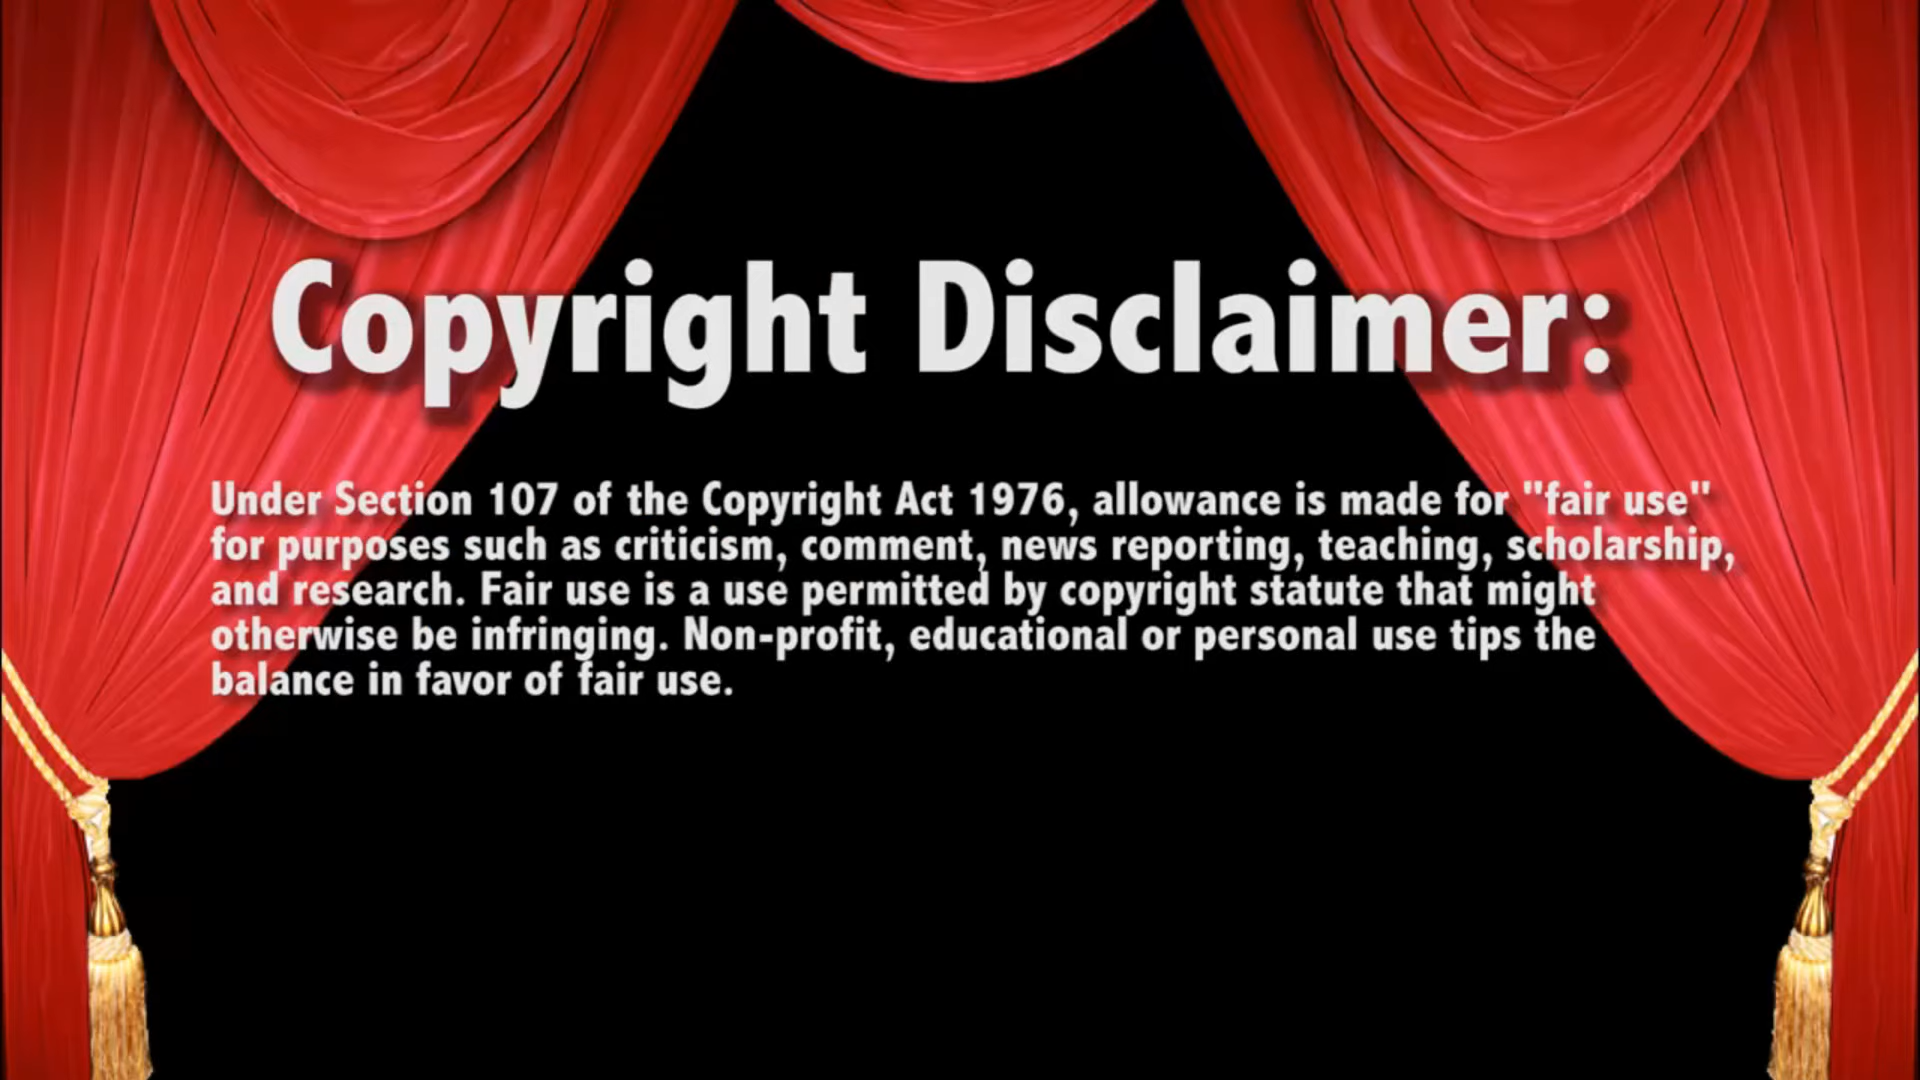 Copyright Disclaimer:
Under Section 107 of the Copyright Act 1976, allowance is made for "fair use"
for purposes such as criticism, comment, news reporting, teaching, scholarship,
and research. Fair use is a use permitted by copyright statute that might
otherwise be infringing. Non-profit, educational or personal use tips the
balance in favor of fair use.